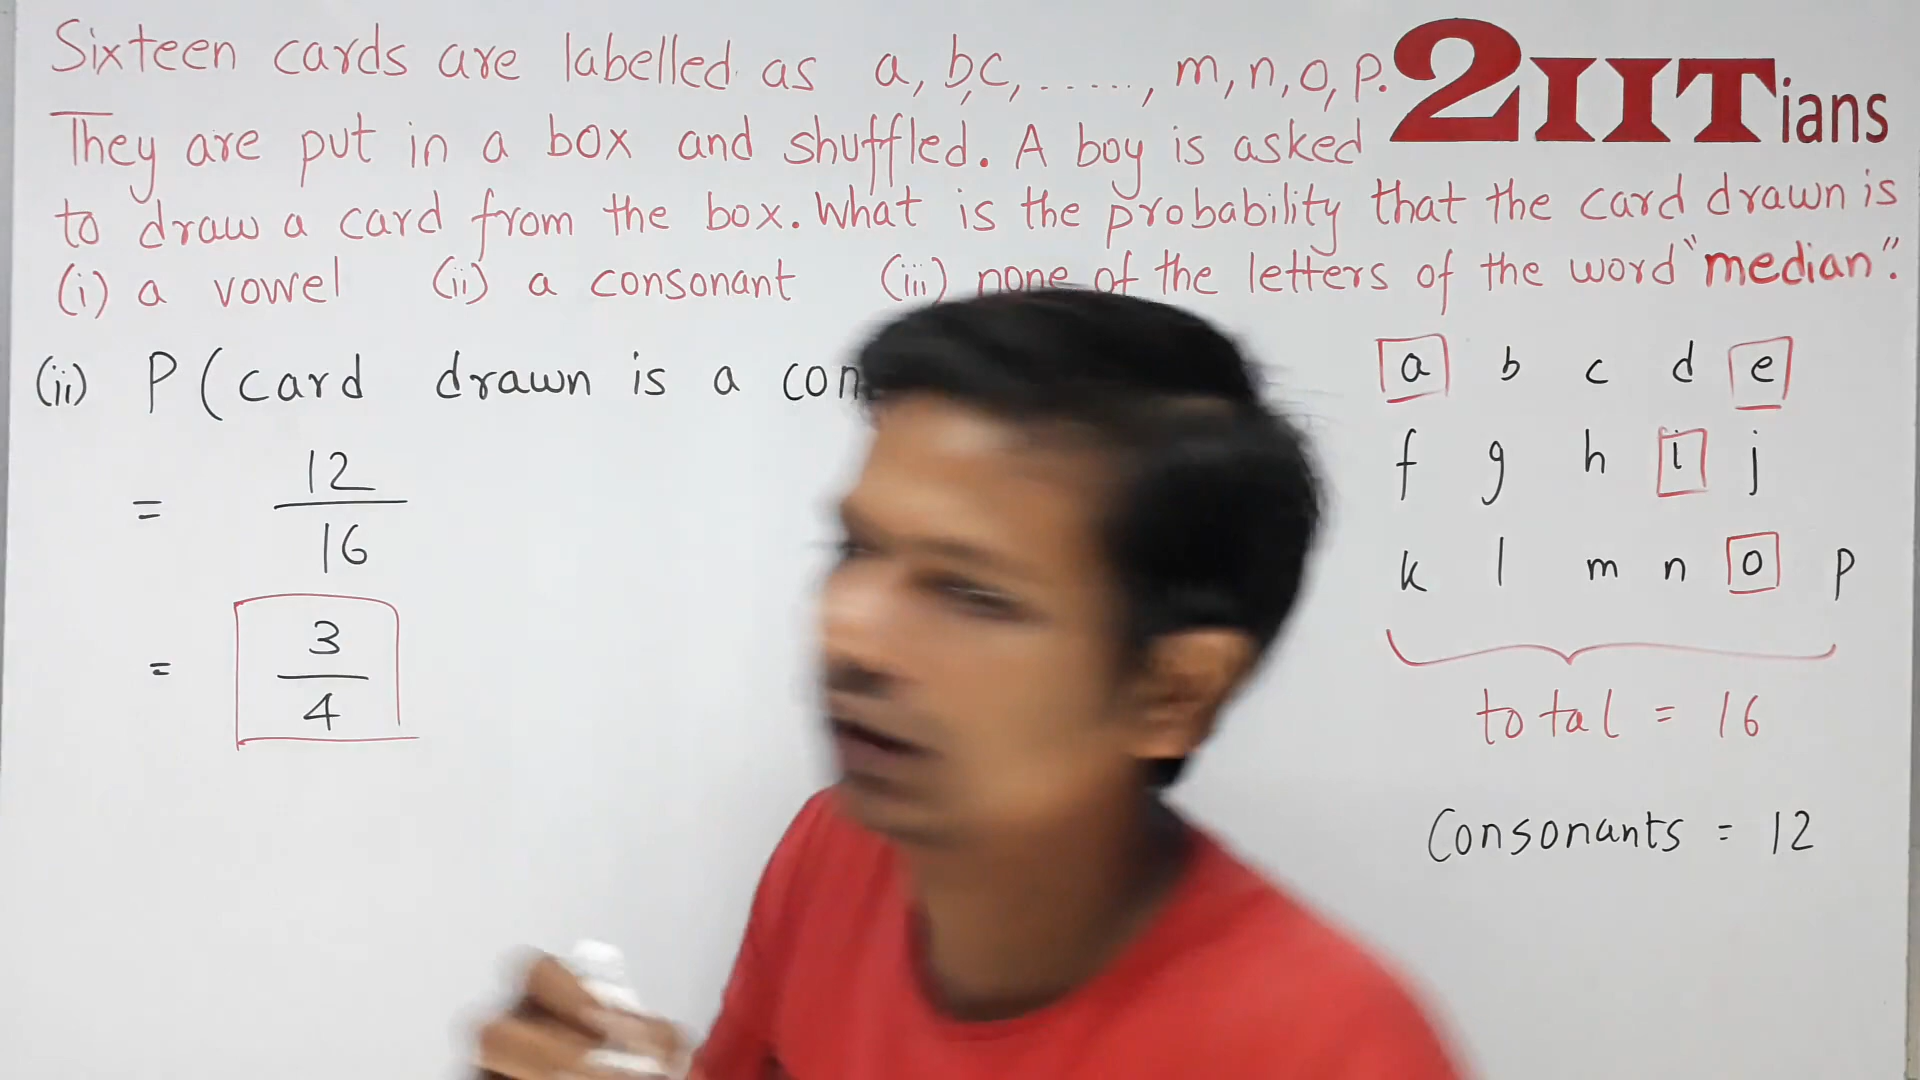 Sixteen cards are labelled as a, b,c, ....., m, n, o, p.
2IITians
They are put in a box and shuffled. A boy is asked
to draw a card from the box. What is the probability that the card drawn is
(i) a vowel (ii) a consonant (iii) none of the letters of the word "median".
(ii) P ( card drawn is a con
= 12
16
= 3
4
a b c d e
f g h i j
k l m n o p
total = 16
Consonants = 12